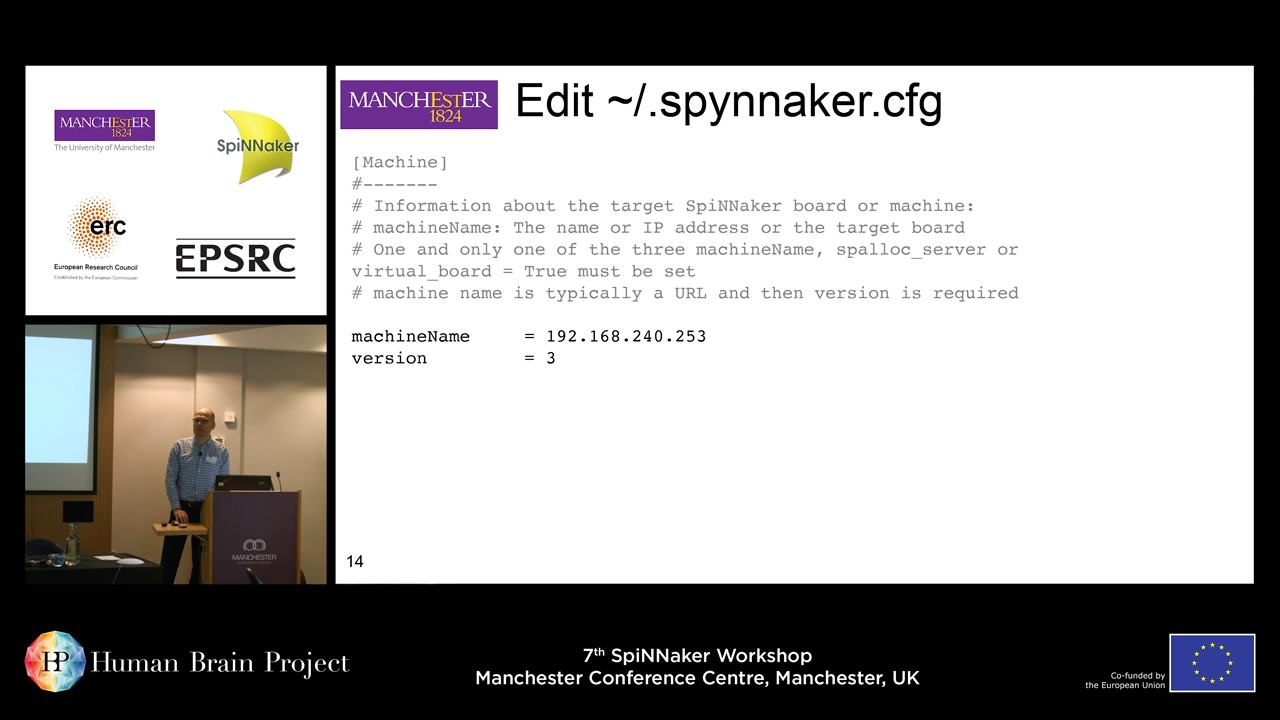 MANCHESTER
1824
The University of Manchester
SpiNNaker
erc
European Research Council
Established by the European Commission
EPSRC
MANCHESTER
1824
Edit ~/.spynnaker.cfg
[Machine]
#-------
# Information about the target SpiNNaker board or machine:
# machineName: The name or IP address or the target board
# One and only one of the three machineName, spalloc_server or
virtual_board = True must be set
# machine name is typically a URL and then version is required
machineName = 192.168.240.253
version = 3
14
MANCHESTER
HP Human Brain Project
7th SpiNNaker Workshop
Manchester Conference Centre, Manchester, UK
Co-funded by
the European Union